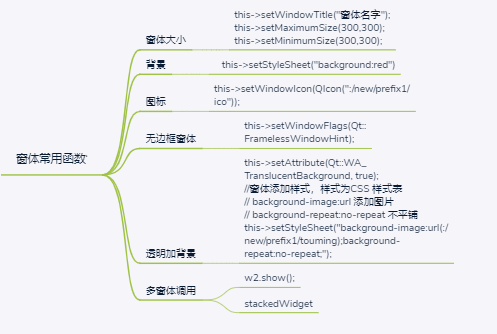 窗体常用函数
窗体大小
this->setWindowTitle("窗体名字");
this->setMaximumSize(300,300);
this->setMinimumSize(300,300);
背景
this->setStyleSheet("background:red")
图标
this->setWindowIcon(QIcon(":/new/prefix1/
ico"));
无边框窗体
this->setWindowFlags(Qt::
FramelessWindowHint);
透明加背景
this->setAttribute(Qt::WA_
TranslucentBackground, true);
//窗体添加样式，样式为CSS 样式表
// background-image:url 添加图片
// background-repeat:no-repeat 不平铺
this->setStyleSheet("background-image:url(:/
new/prefix1/touming);background-
repeat:no-repeat;");
多窗体调用
w2.show();
stackedWidget